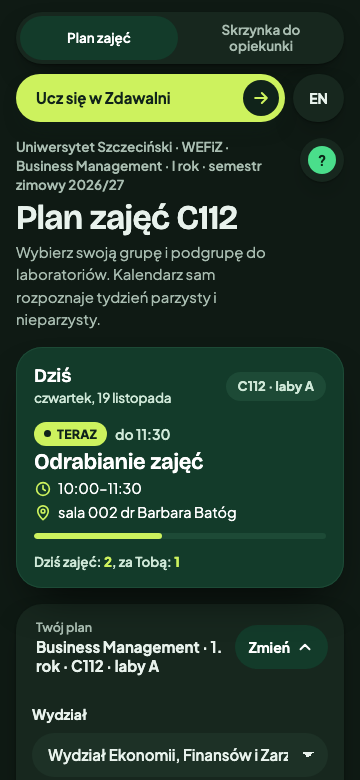 Plan zajęć
Skrzynka do
opiekunki
Ucz się w Zdawalni
EN
Uniwersytet Szczeciński · WEFiZ ·
Business Management · I rok · semestr
zimowy 2026/27
?
Plan zajęć C112
Wybierz swoją grupę i podgrupę do
laboratoriów. Kalendarz sam
rozpoznaje tydzień parzysty i
nieparzysty.
Dziś
czwartek, 19 listopada
C112 · laby A
TERAZ do 11:30
Odrabianie zajęć
10:00–11:30
sala 002 dr Barbara Batóg
Dziś zajęć: 2, za Tobą: 1
Twój plan
Business Management · 1.
rok · C112 · laby A
Zmień
Wydział
Wydział Ekonomii, Finansów i Zarz